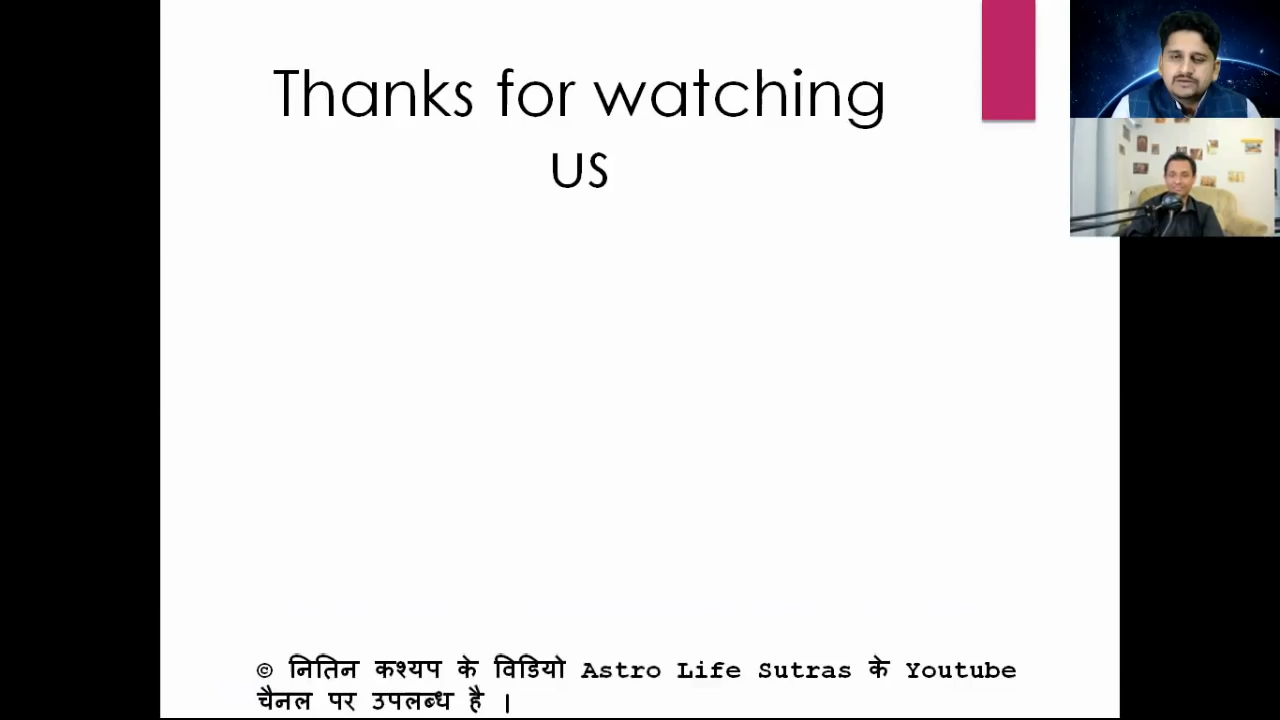 Thanks for watching
us
© नितिन कश्यप के विडियो Astro Life Sutras के Youtube
चैनल पर उपलब्ध है |